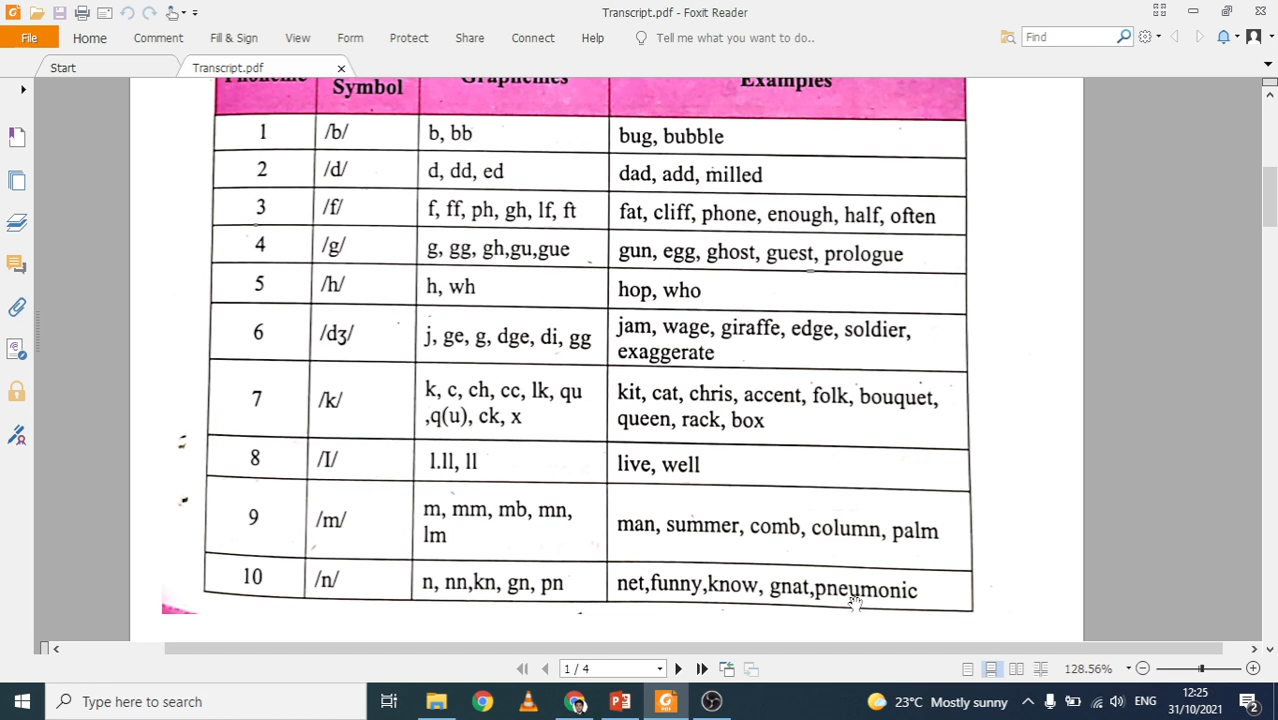 Transcript.pdf - Foxit Reader
File Home Comment Fill & Sign View Form Protect Share Connect Help Tell me what you want to do.. Find
Start Transcript.pdf
Phoneme Symbol Graphemes Examples
1 /b/ b, bb bug, bubble
2 /d/ d, dd, ed dad, add, milled
3 /f/ f, ff, ph, gh, lf, ft fat, cliff, phone, enough, half, often
4 /g/ g, gg, gh,gu,gue gun, egg, ghost, guest, prologue
5 /h/ h, wh hop, who
6 /dʒ/ j, ge, g, dge, di, gg jam, wage, giraffe, edge, soldier,
exaggerate
7 /k/ k, c, ch, cc, lk, qu kit, cat, chris, accent, folk, bouquet,
,q(u), ck, x queen, rack, box
8 /I/ l.ll, ll live, well
9 /m/ m, mm, mb, mn, man, summer, comb, column, palm
lm
10 /n/ n, nn,kn, gn, pn net,funny,know, gnat,pneumonic
1 / 4 128.56%
Type here to search 23°C Mostly sunny ENG 12:25
31/10/2021 2